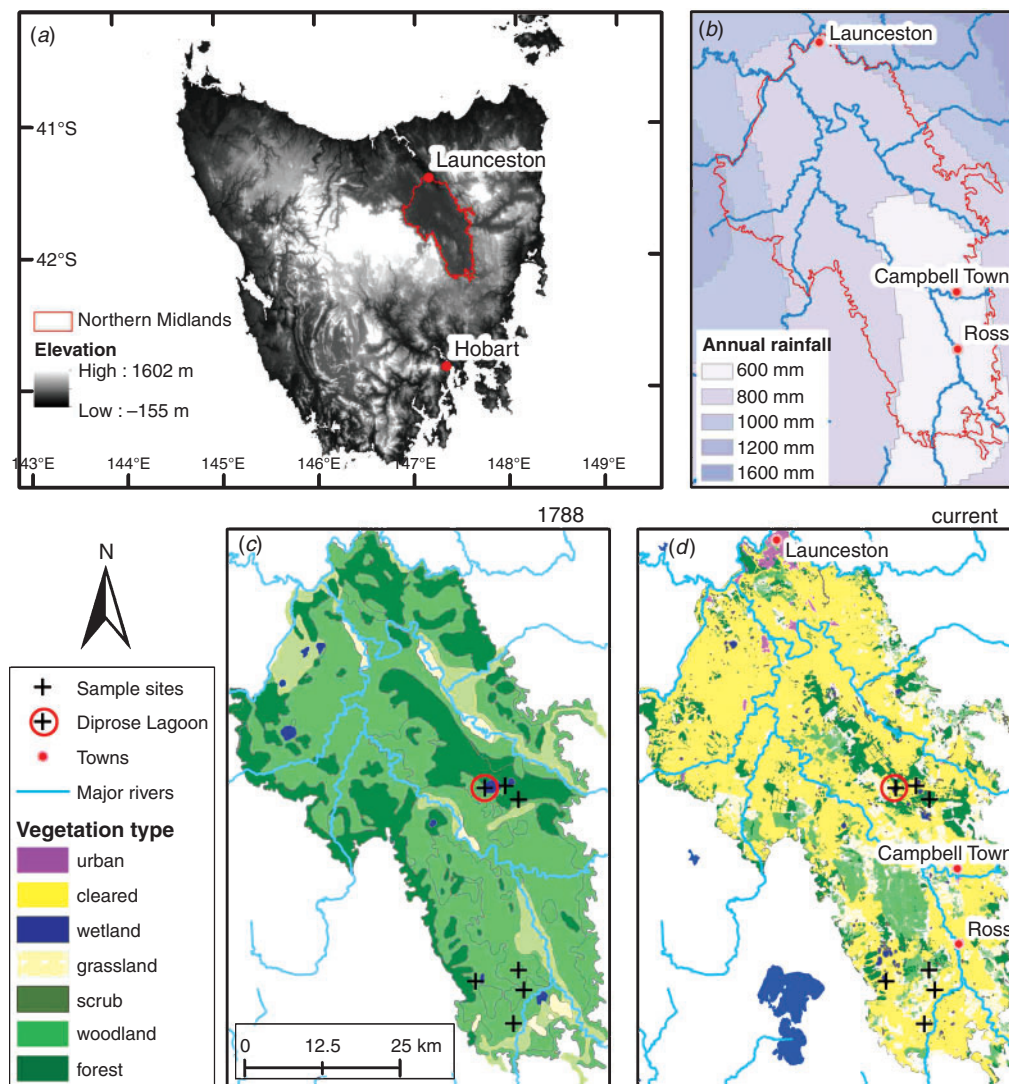 (a)
41°S
42°S
Launceston
Hobart
Northern Midlands
Elevation
High : 1602 m
Low : –155 m
143°E 144°E 145°E 146°E 147°E 148°E 149°E
(b)
Launceston
Campbell Town
Ross
Annual rainfall
600 mm
800 mm
1000 mm
1200 mm
1600 mm
1788
current
N
Sample sites
Diprose Lagoon
Towns
Major rivers
Vegetation type
urban
cleared
wetland
grassland
scrub
woodland
forest
(c)
0 12.5 25 km
(d)
Launceston
Campbell Town
Ross